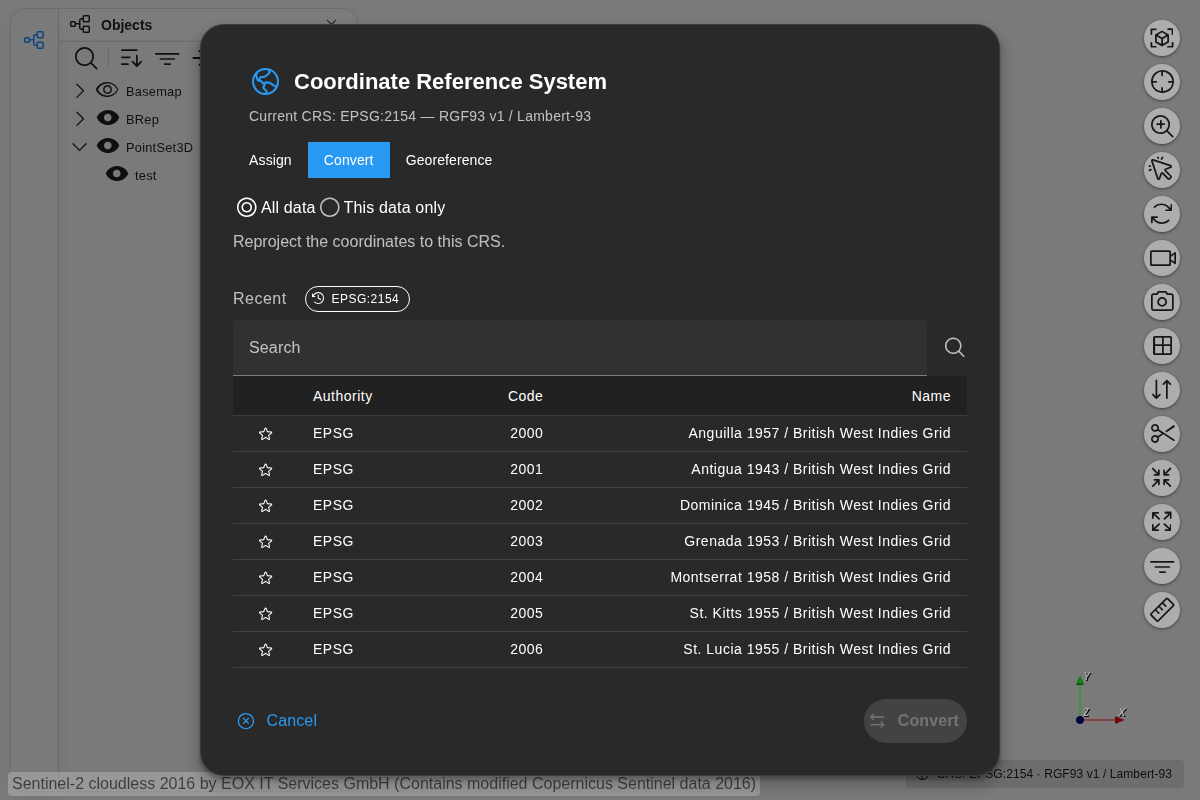 Objects
Basemap
BRep
PointSet3D
test
Coordinate Reference System
Current CRS: EPSG:2154 — RGF93 v1 / Lambert-93
Assign Convert Georeference
All data This data only
Reproject the coordinates to this CRS.
Recent EPSG:2154
Search
Authority Code Name
EPSG 2000 Anguilla 1957 / British West Indies Grid
EPSG 2001 Antigua 1943 / British West Indies Grid
EPSG 2002 Dominica 1945 / British West Indies Grid
EPSG 2003 Grenada 1953 / British West Indies Grid
EPSG 2004 Montserrat 1958 / British West Indies Grid
EPSG 2005 St. Kitts 1955 / British West Indies Grid
EPSG 2006 St. Lucia 1955 / British West Indies Grid
Cancel Convert
Y
Z X
Sentinel-2 cloudless 2016 by EOX IT Services GmbH (Contains modified Copernicus Sentinel data 2016)
CRS: EPSG:2154 · RGF93 v1 / Lambert-93